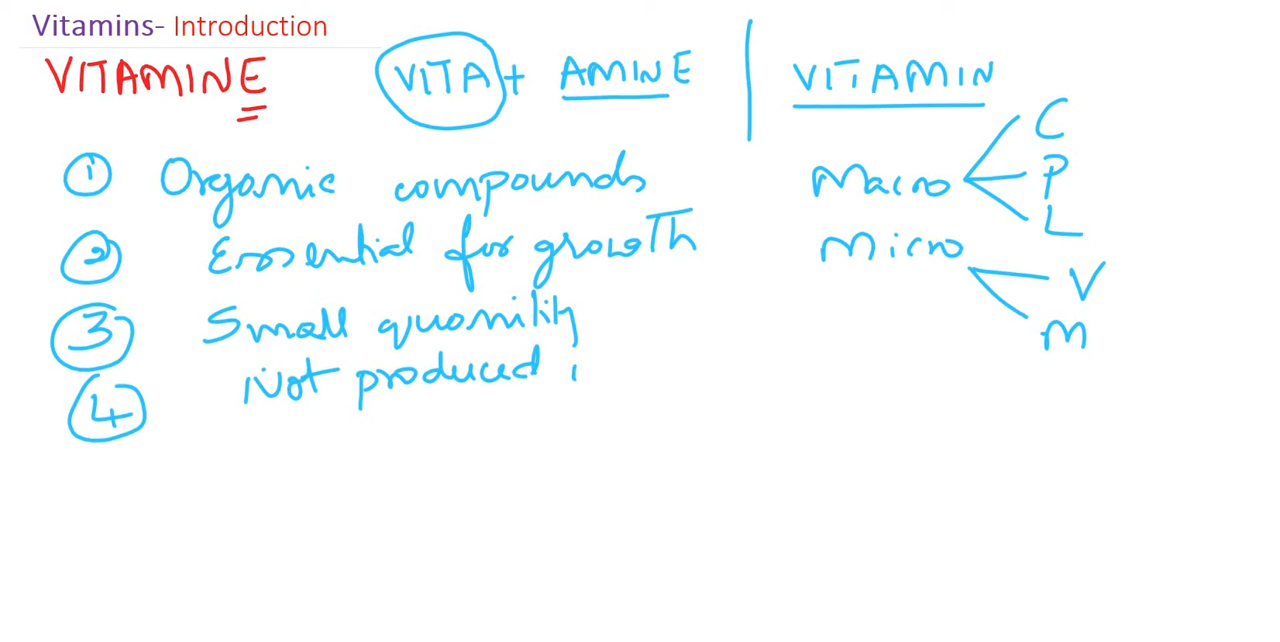 Vitamins- Introduction
VITAMINE VITA + AMINE VITAMIN
1 Organic compounds
2 Essential for growth
3 Small quantity
4 Not produced i
Macro C P L
Micro V M